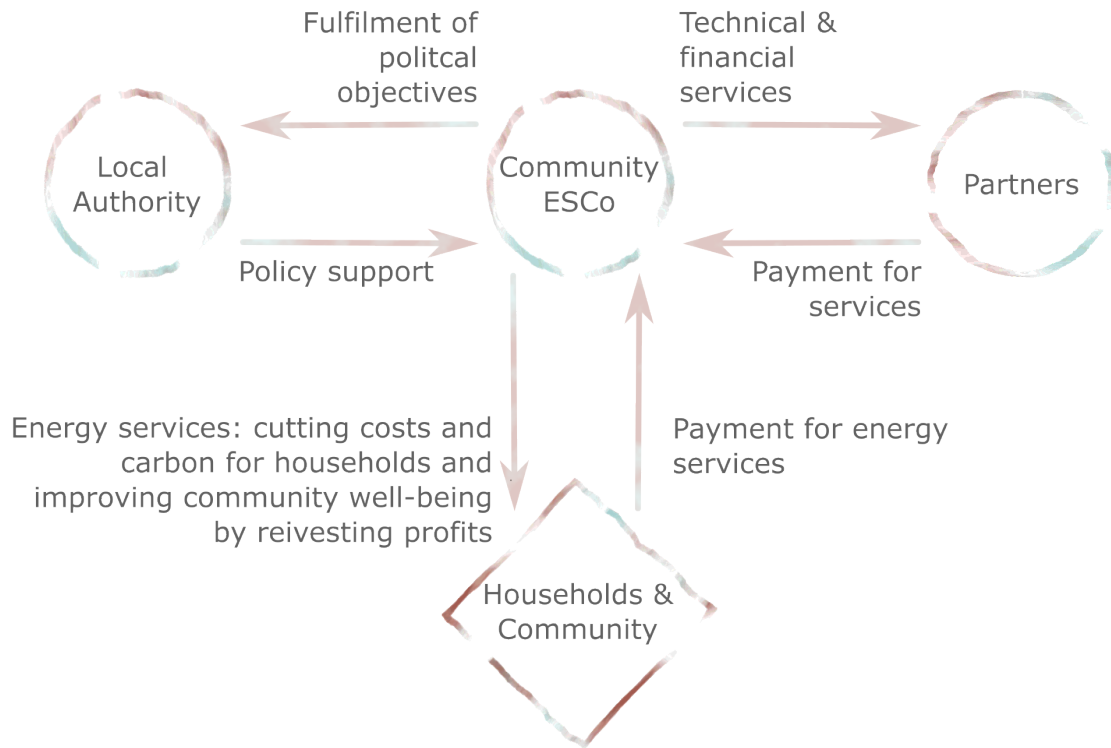 Fulfilment of
politcal
objectives
Technical &
financial
services
Local
Authority
Community
ESCo
Partners
Policy support
Payment for
services
Energy services: cutting costs and
carbon for households and
improving community well-being
by reivesting profits
Payment for energy
services
Households &
Community